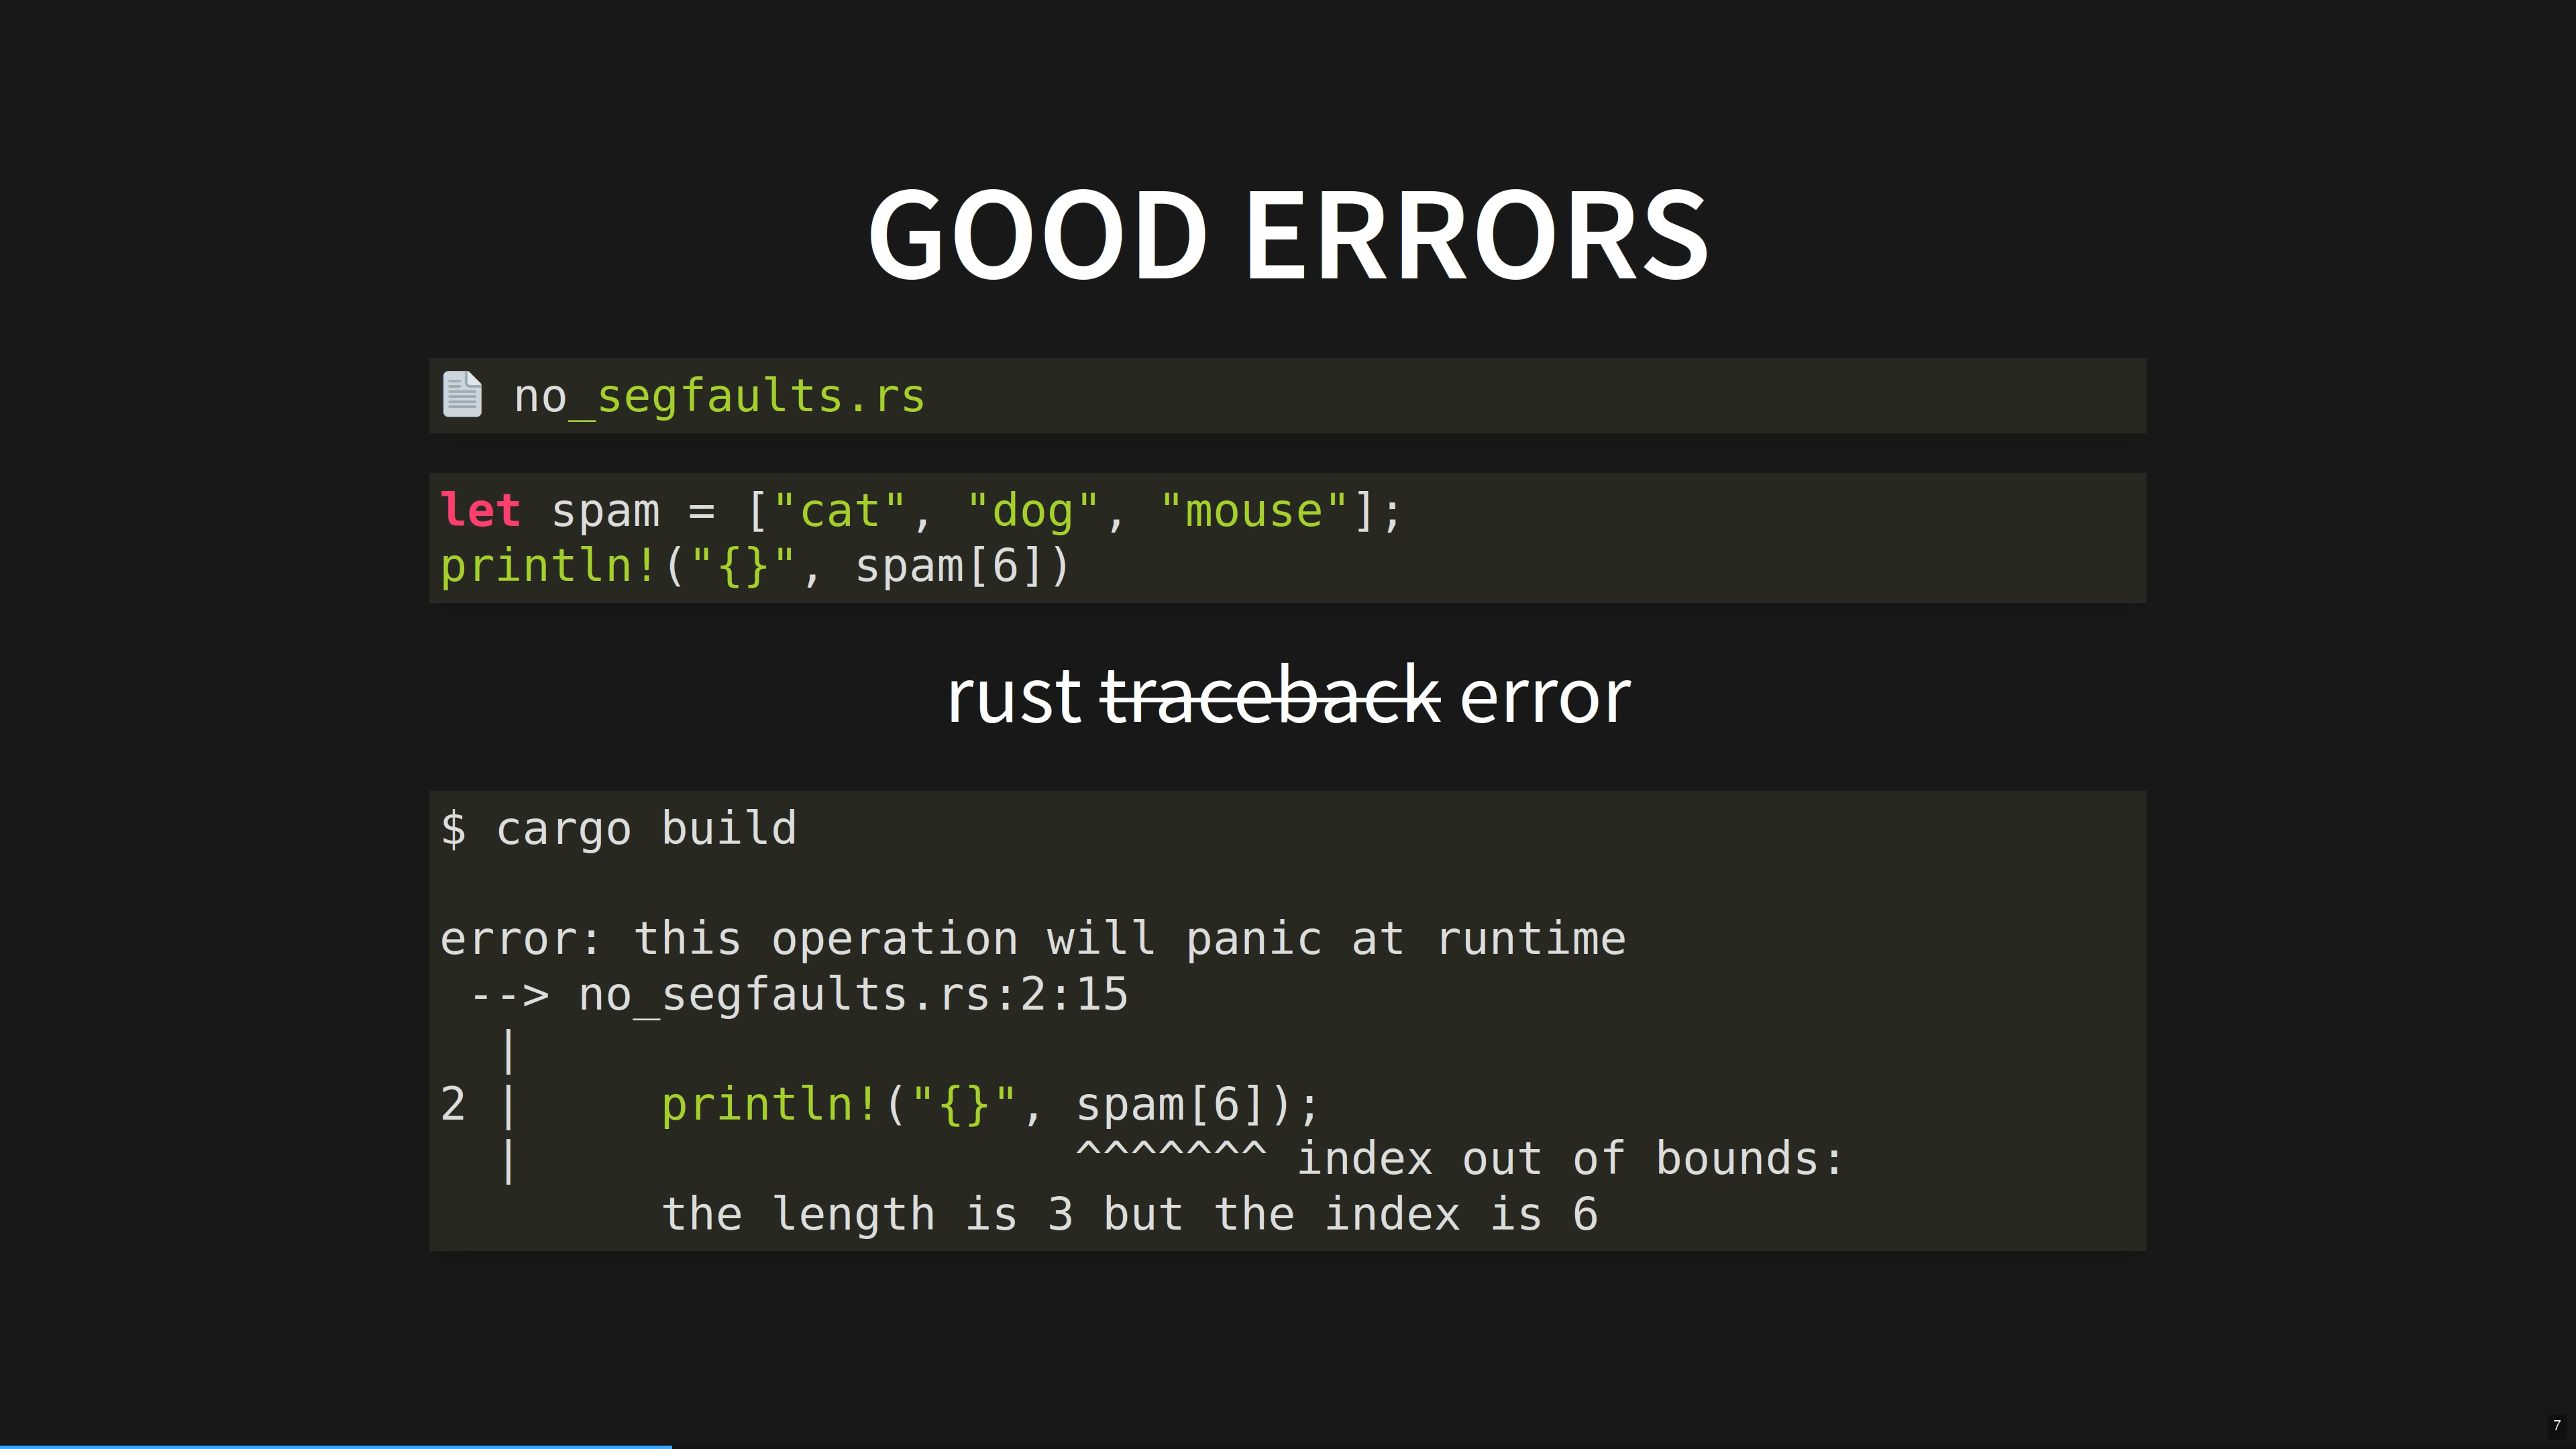 GOOD ERRORS
no_segfaults.rs
let spam = ["cat", "dog", "mouse"];
println!("{}", spam[6])
rust traceback error
$ cargo build
error: this operation will panic at runtime
 --> no_segfaults.rs:2:15
  |
2 |     println!("{}", spam[6]);
  |                    ^^^^^^^ index out of bounds:
        the length is 3 but the index is 6
7